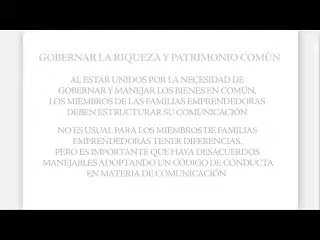 GOBERNAR LA RIQUEZA Y PATRIMONIO COMÚN
AL ESTAR UNIDOS POR LA NECESIDAD DE
GOBERNAR Y MANEJAR LOS BIENES EN COMÚN,
LOS MIEMBROS DE LAS FAMILIAS EMPRENDEDORAS
DEBEN ESTRUCTURAR SU COMUNICACIÓN
NO ES USUAL PARA LOS MIEMBROS DE FAMILIAS
EMPRENDEDORAS TENER DIFERENCIAS,
PERO ES IMPORTANTE QUE HAYA DESACUERDOS
MANEJABLES ADOPTANDO UN CÓDIGO DE CONDUCTA
EN MATERIA DE COMUNICACIÓN